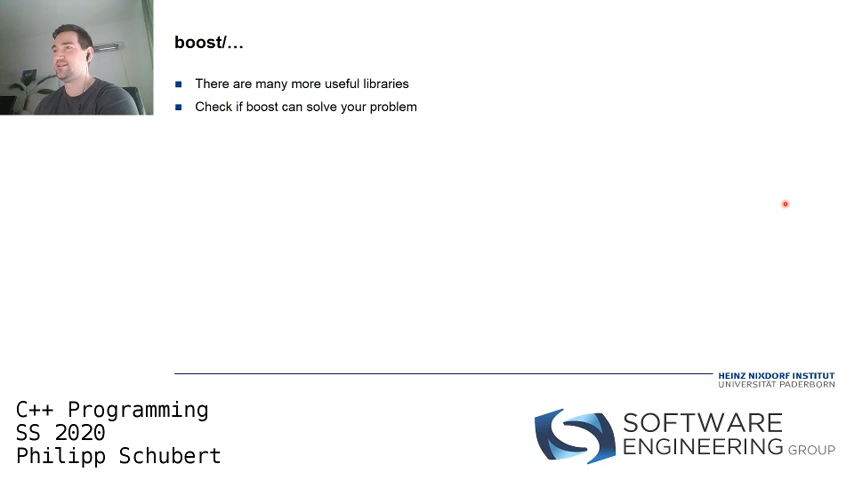 boost/…
There are many more useful libraries
Check if boost can solve your problem
HEINZ NIXDORF INSTITUT
UNIVERSITÄT PADERBORN
C++ Programming
SS 2020
Philipp Schubert
SOFTWARE
ENGINEERING GROUP